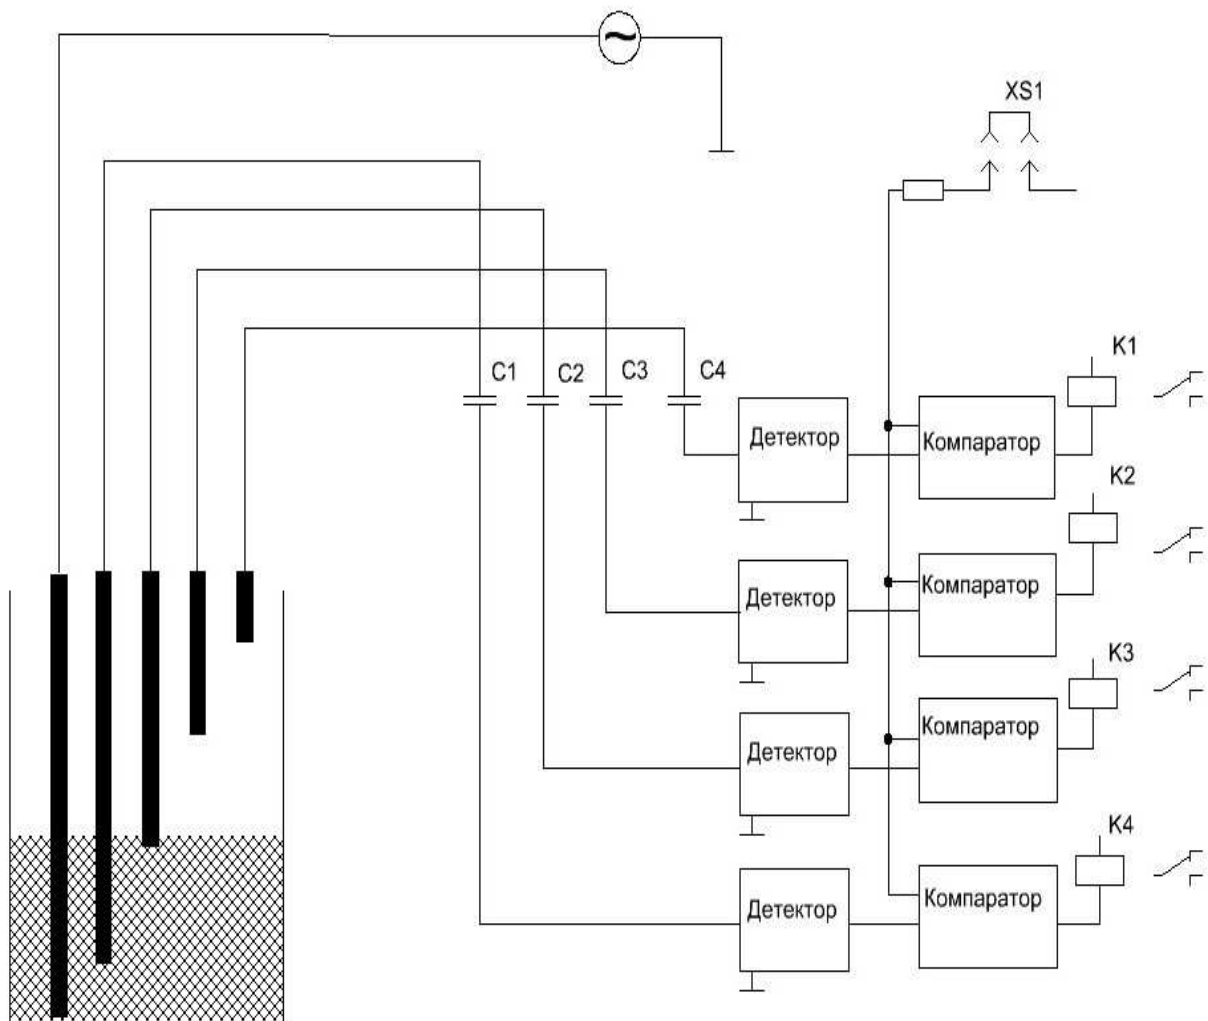 XS1
K1
C1
C2
C3
C4
Детектор
Компаратор
K2
Детектор
Компаратор
K3
Детектор
Компаратор
K4
Детектор
Компаратор